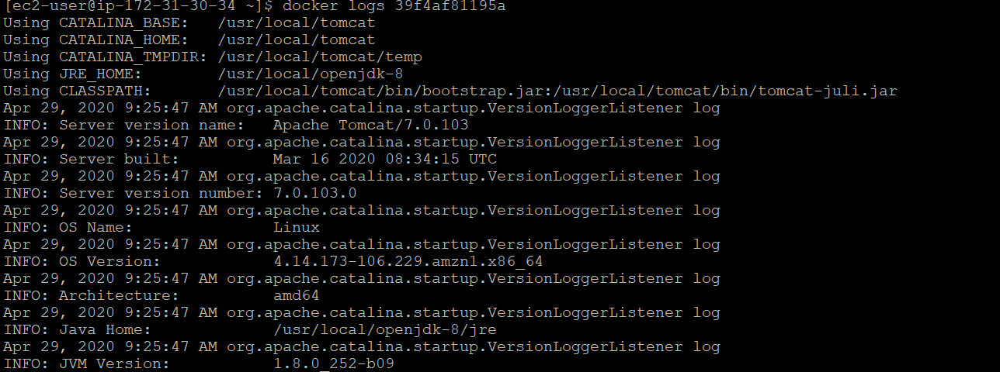 [ec2-user@ip-172-31-30-34 ~]$ docker logs 39f4af81195a
Using CATALINA_BASE:   /usr/local/tomcat
Using CATALINA_HOME:   /usr/local/tomcat
Using CATALINA_TMPDIR: /usr/local/tomcat/temp
Using JRE_HOME:        /usr/local/openjdk-8
Using CLASSPATH:       /usr/local/tomcat/bin/bootstrap.jar:/usr/local/tomcat/bin/tomcat-juli.jar
Apr 29, 2020 9:25:47 AM org.apache.catalina.startup.VersionLoggerListener log
INFO: Server version name:   Apache Tomcat/7.0.103
Apr 29, 2020 9:25:47 AM org.apache.catalina.startup.VersionLoggerListener log
INFO: Server built:          Mar 16 2020 08:34:15 UTC
Apr 29, 2020 9:25:47 AM org.apache.catalina.startup.VersionLoggerListener log
INFO: Server version number: 7.0.103.0
Apr 29, 2020 9:25:47 AM org.apache.catalina.startup.VersionLoggerListener log
INFO: OS Name:               Linux
Apr 29, 2020 9:25:47 AM org.apache.catalina.startup.VersionLoggerListener log
INFO: OS Version:            4.14.173-106.229.amzn1.x86_64
Apr 29, 2020 9:25:47 AM org.apache.catalina.startup.VersionLoggerListener log
INFO: Architecture:          amd64
Apr 29, 2020 9:25:47 AM org.apache.catalina.startup.VersionLoggerListener log
INFO: Java Home:             /usr/local/openjdk-8/jre
Apr 29, 2020 9:25:47 AM org.apache.catalina.startup.VersionLoggerListener log
INFO: JVM Version:           1.8.0_252-b09